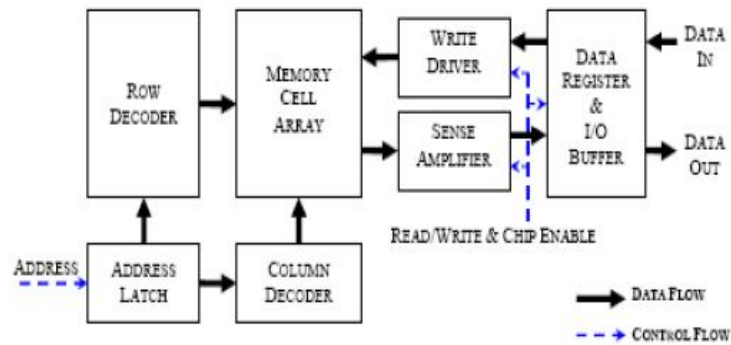 ROW
DECODER
MEMORY
CELL
ARRAY
WRITE
DRIVER
SENSE
AMPLIFIER
DATA
REGISTER
&
I/O
BUFFER
DATA
IN
DATA
OUT
READ/WRITE & CHIP ENABLE
ADDRESS
ADDRESS
LATCH
COLUMN
DECODER
DATA FLOW
CONTROL FLOW